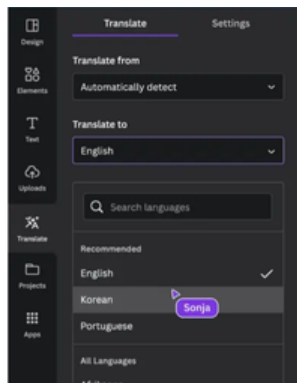 Translate Settings
Design
Translate from
Elements
Automatically detect
Text
Translate to
English
Uploads
Search languages
Translate
Recommended
Projects
English
Korean
Sonja
Apps
Portuguese
All Languages